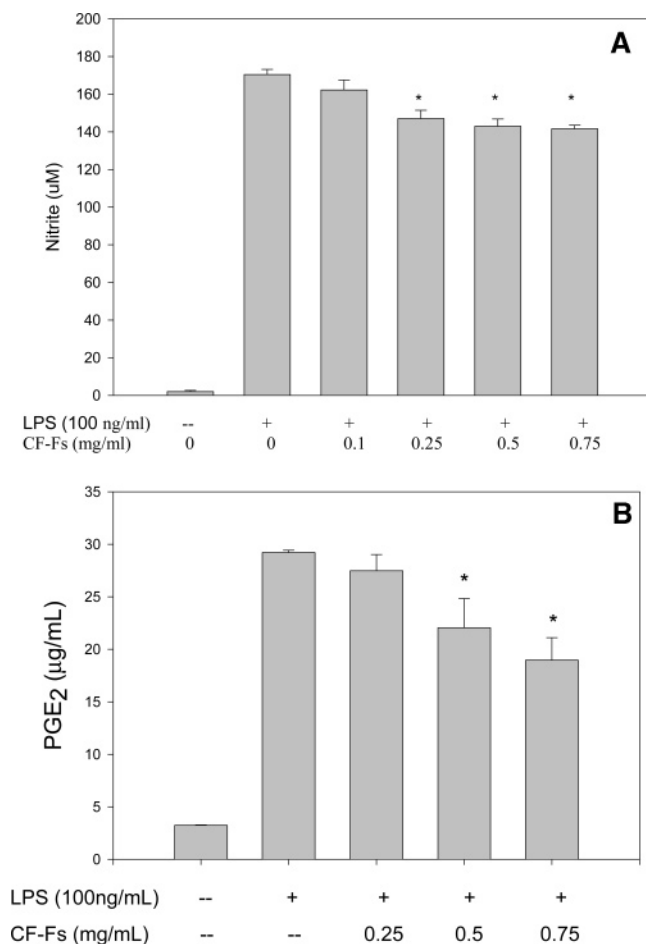 A
200
180
160
140
120
100
80
60
40
20
0
Nitrite (uM)
* * *
LPS (100 ng/ml) -- + + + + +
CF-Fs (mg/ml) 0 0 0.1 0.25 0.5 0.75
B
35
30
25
20
15
10
5
0
PGE2 (μg/mL)
* *
LPS (100ng/mL) -- + + + +
CF-Fs (mg/mL) -- -- 0.25 0.5 0.75